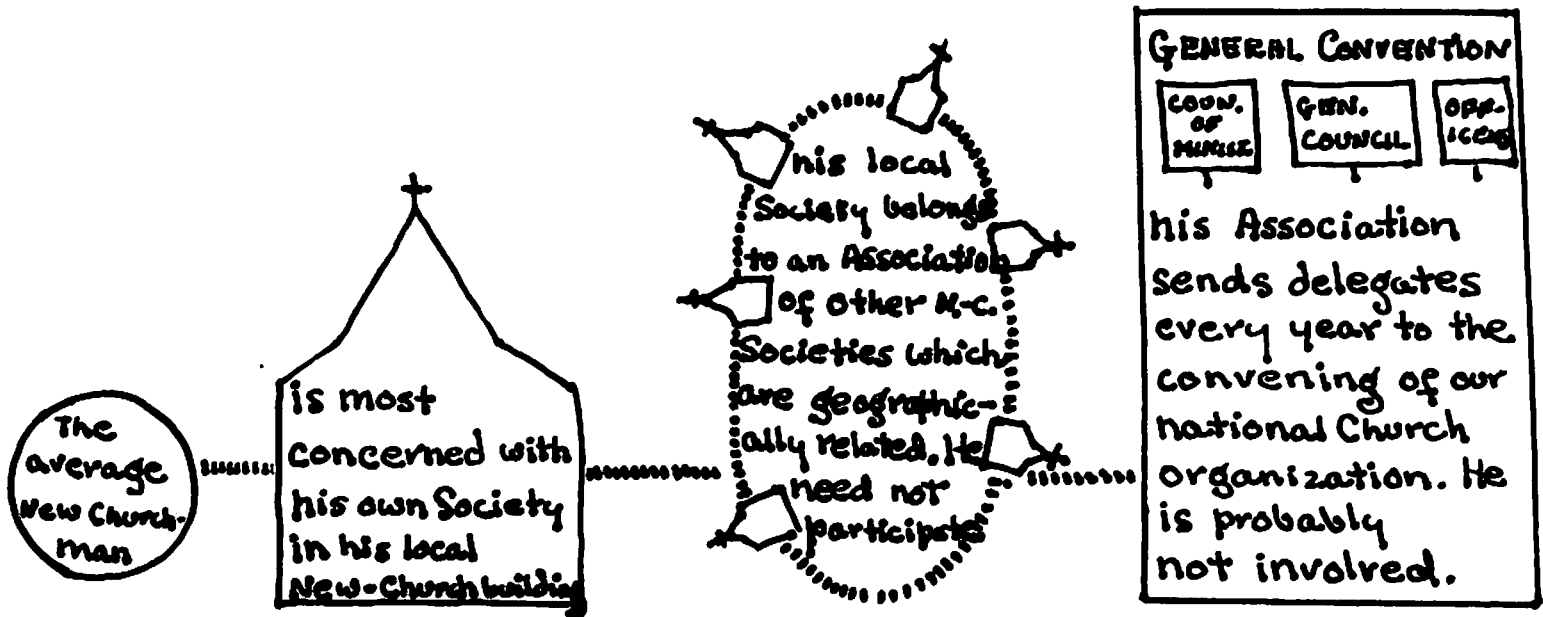 The
average
New Church-
man
is most
concerned with
his own Society
in his local
New-Church building
his local
Society belongs
to an Association
of other N.-C.
Societies which
are geographic-
ally related. He
need not
participate
GENERAL CONVENTION
COUN.
OF
MINIST.
GEN.
COUNCIL
OFF-
ICERS
his Association
sends delegates
every year to the
convening of our
national Church
organization. He
is probably
not involved.